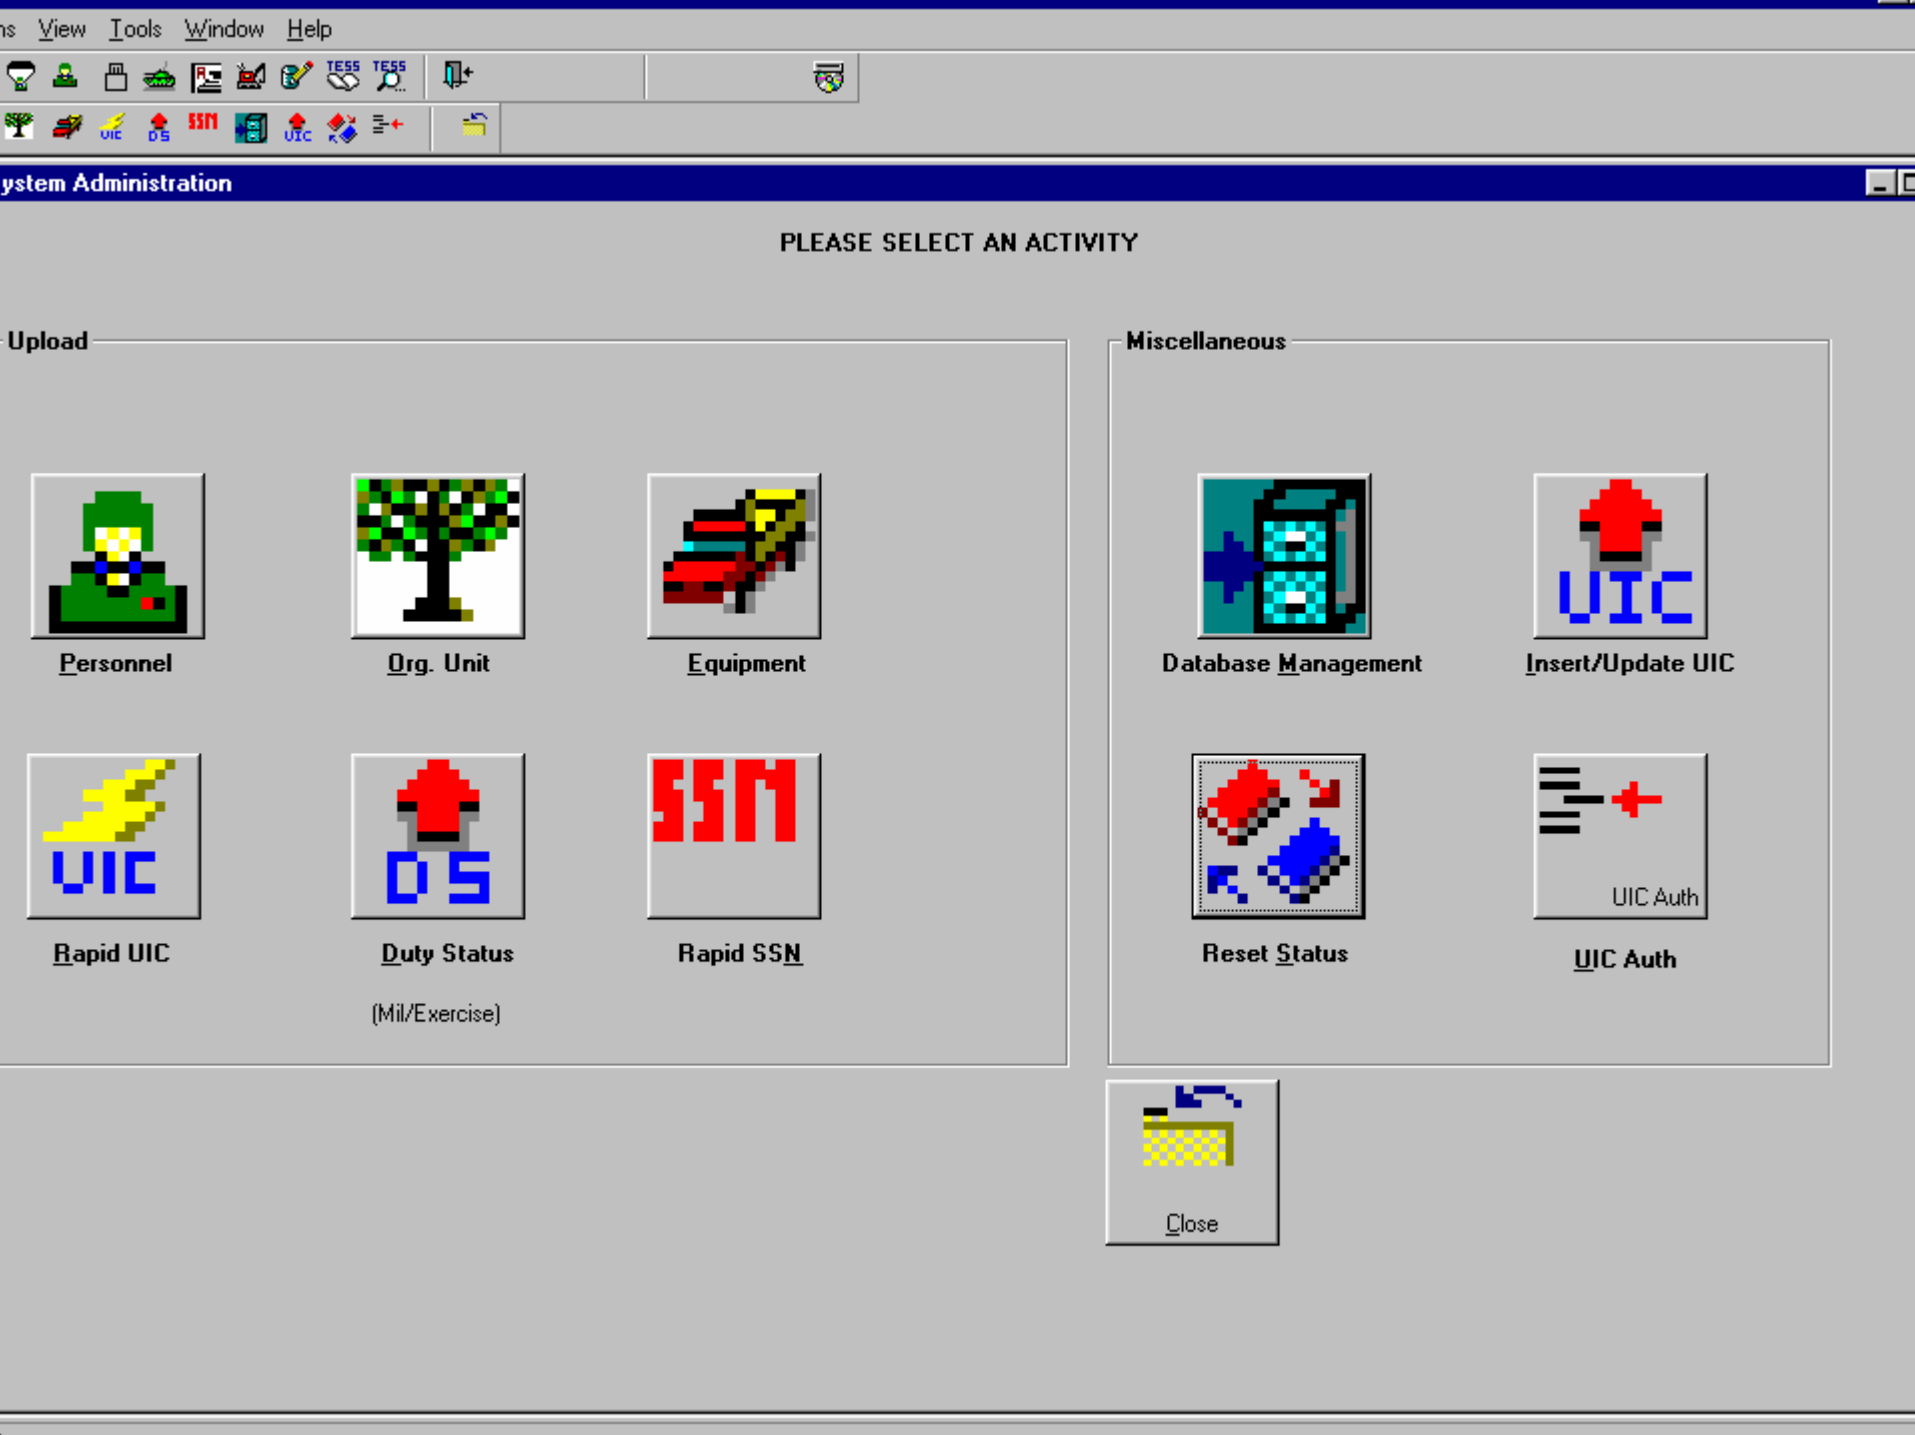 ns View Tools Window Help
TESS TESS
UIC DS SSN UIC
ystem Administration
PLEASE SELECT AN ACTIVITY
Upload
Miscellaneous
UIC
Personnel Org. Unit Equipment Database Management Insert/Update UIC
UIC DS SSN
UIC Auth
Rapid UIC Duty Status Rapid SSN Reset Status UIC Auth
(Mil/Exercise)
Close